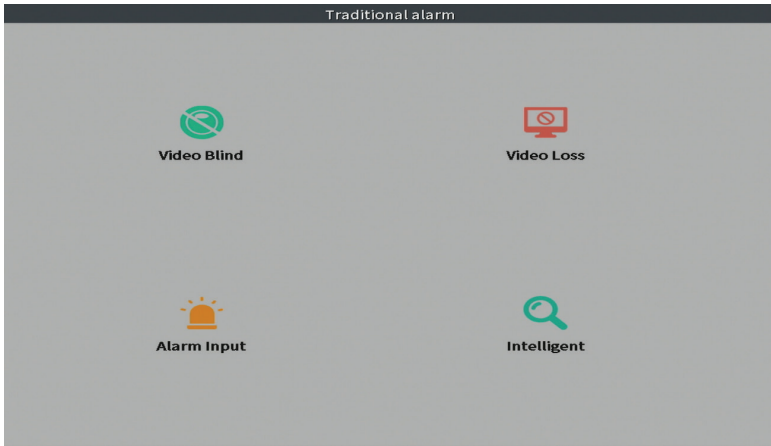 Traditional alarm
Video Blind
Video Loss
Alarm Input
Intelligent